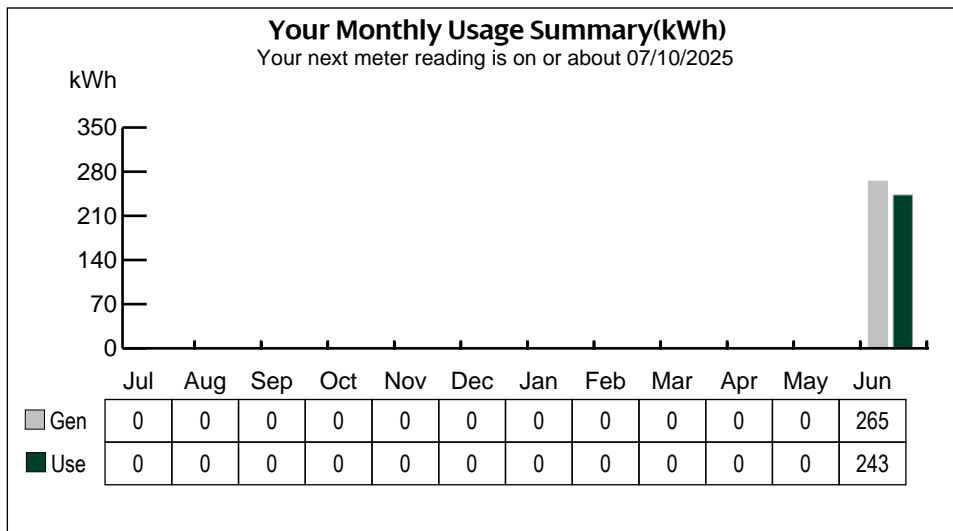 Your Monthly Usage Summary(kWh)
Your next meter reading is on or about 07/10/2025
kWh
350
280
210
140
70
0
Jul Aug Sep Oct Nov Dec Jan Feb Mar Apr May Jun
Gen 0 0 0 0 0 0 0 0 0 0 0 265
Use 0 0 0 0 0 0 0 0 0 0 0 243